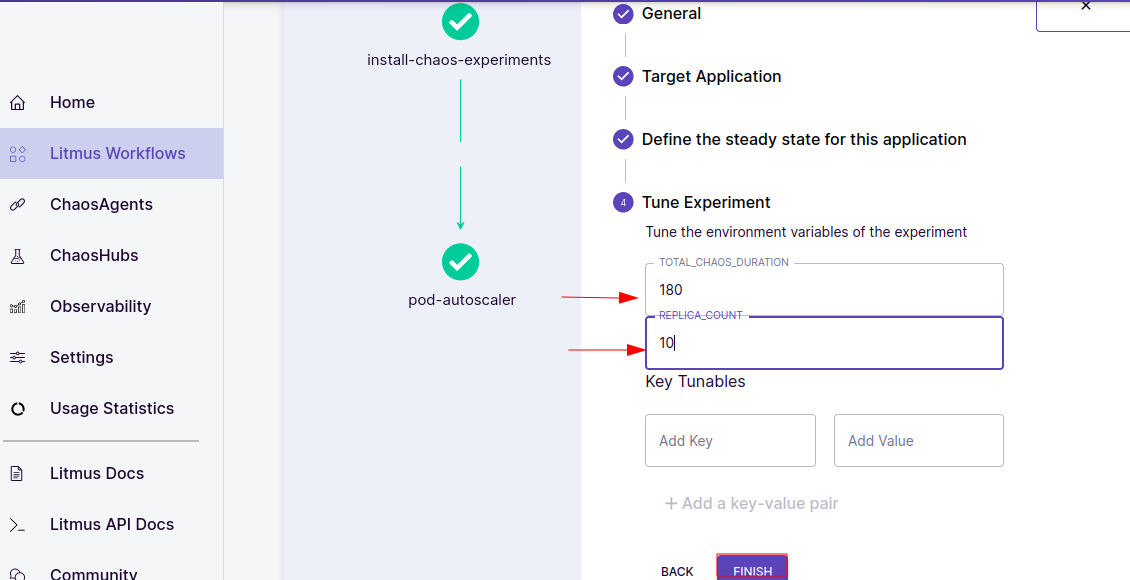 Home
Litmus Workflows
ChaosAgents
ChaosHubs
Observability
Settings
Usage Statistics
Litmus Docs
Litmus API Docs
Community
install-chaos-experiments
pod-autoscaler
General
Target Application
Define the steady state for this application
4 Tune Experiment
Tune the environment variables of the experiment
TOTAL_CHAOS_DURATION
180
REPLICA_COUNT
10
Key Tunables
Add Key Add Value
+ Add a key-value pair
BACK FINISH